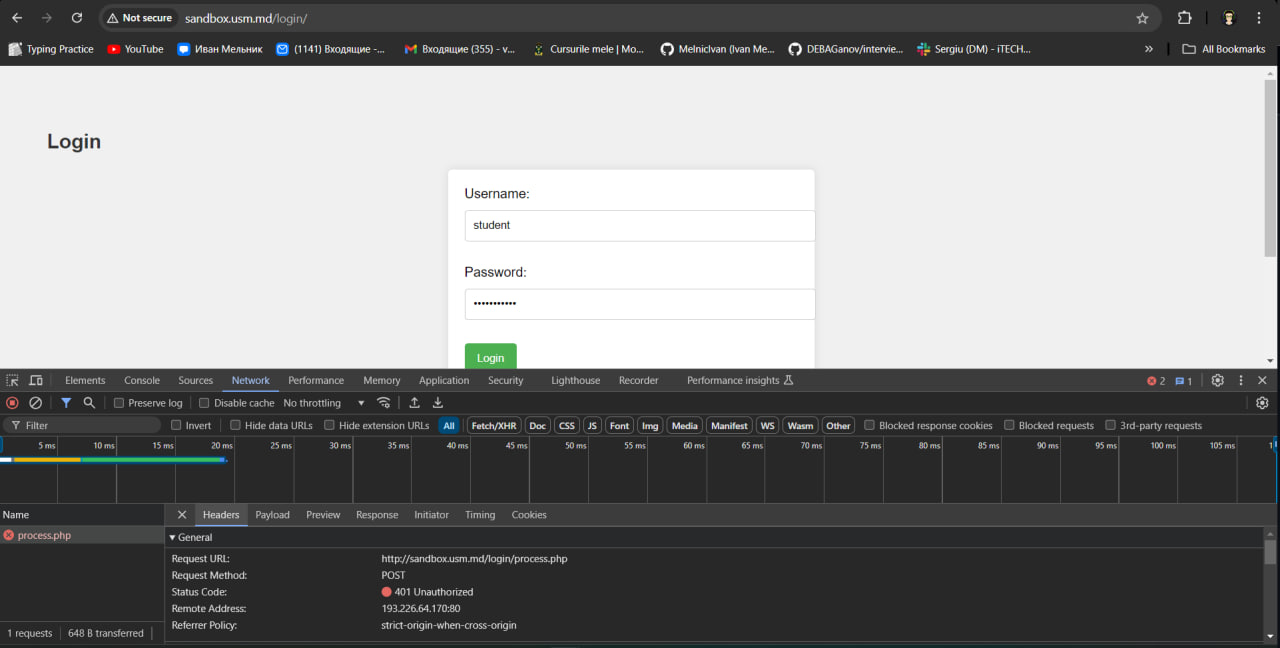 Not secure sandbox.usm.md/login/
Typing Practice YouTube Иван Мельник (1141) Входящие -... Входящие (355) - v... Cursurile mele | Mo... MelnicIvan (Ivan Me... DEBAGanov/intervie... Sergiu (DM) - iTECH... » All Bookmarks
Login
Username:
student
Password:
•••••••••••
Login
Elements Console Sources Network Performance Memory Application Security Lighthouse Recorder Performance insights 2 1
Preserve log Disable cache No throttling
Filter Invert Hide data URLs Hide extension URLs All Fetch/XHR Doc CSS JS Font Img Media Manifest WS Wasm Other Blocked response cookies Blocked requests 3rd-party requests
5 ms 10 ms 15 ms 20 ms 25 ms 30 ms 35 ms 40 ms 45 ms 50 ms 55 ms 60 ms 65 ms 70 ms 75 ms 80 ms 85 ms 90 ms 95 ms 100 ms 105 ms 1
Name Headers Payload Preview Response Initiator Timing Cookies
process.php
General
Request URL: http://sandbox.usm.md/login/process.php
Request Method: POST
Status Code: 401 Unauthorized
Remote Address: 193.226.64.170:80
Referrer Policy: strict-origin-when-cross-origin
1 requests 648 B transferred